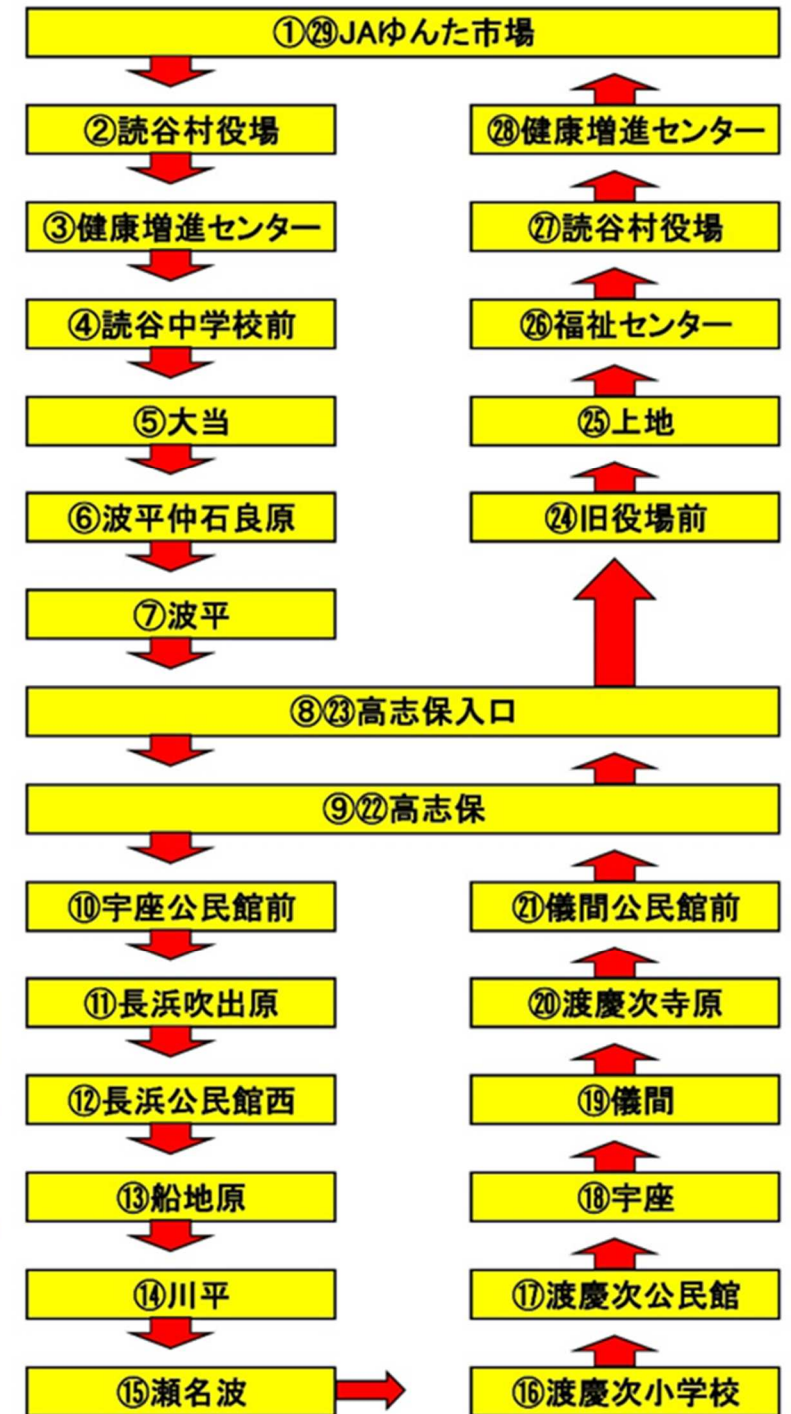 ①㉙JAゆんた市場
②読谷村役場
③健康増進センター
④読谷中学校前
⑤大当
⑥波平仲石良原
⑦波平
⑧㉓高志保入口
⑨㉒高志保
⑩宇座公民館前
⑪長浜吹出原
⑫長浜公民館西
⑬船地原
⑭川平
⑮瀬名波
⑯渡慶次小学校
⑰渡慶次公民館
⑱宇座
⑲儀間
⑳渡慶次寺原
㉑儀間公民館前
㉔旧役場前
㉕上地
㉖福祉センター
㉗読谷村役場
㉘健康増進センター